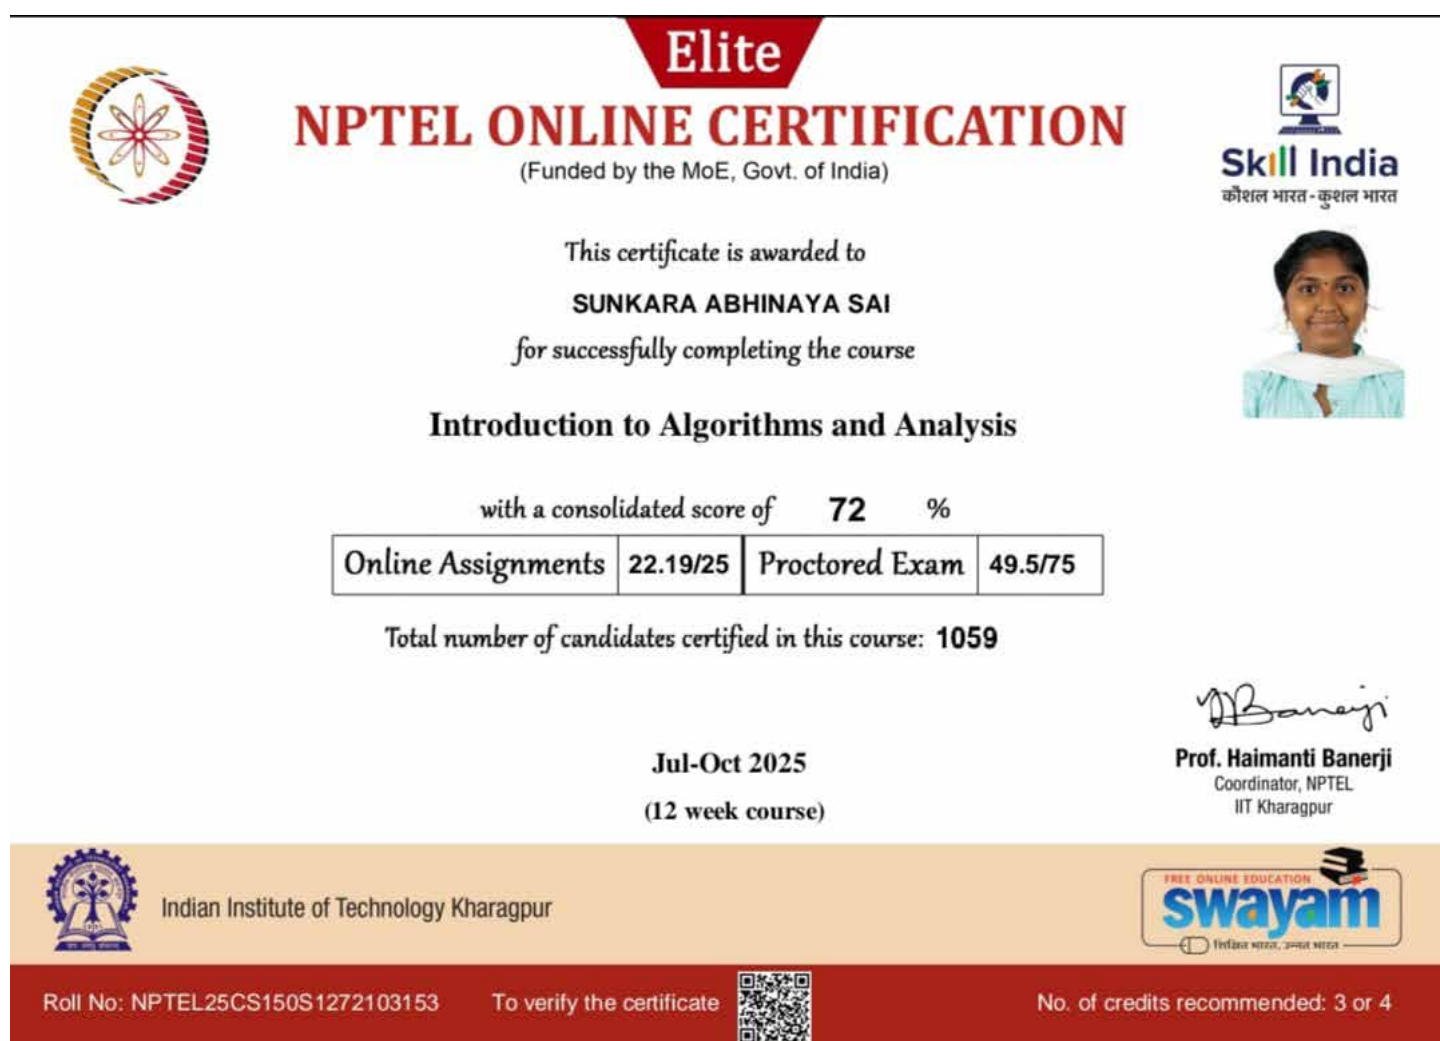 Elite
NPTEL ONLINE CERTIFICATION
(Funded by the MoE, Govt. of India)
Skill India
कौशल भारत - कुशल भारत
This certificate is awarded to
SUNKARA ABHINAYA SAI
for successfully completing the course
Introduction to Algorithms and Analysis
with a consolidated score of 72 %
Online Assignments 22.19/25 Proctored Exam 49.5/75
Total number of candidates certified in this course: 1059
Jul-Oct 2025
(12 week course)
Prof. Haimanti Banerji
Coordinator, NPTEL
IIT Kharagpur
Indian Institute of Technology Kharagpur
FREE ONLINE EDUCATION
swayam
शिक्षित भारत, उन्नत भारत
Roll No: NPTEL25CS150S1272103153 To verify the certificate No. of credits recommended: 3 or 4